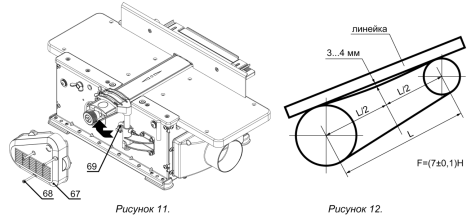 69
68
67
Рисунок 11.
линейка
3...4 мм
L/2
L/2
L
F=(7±0,1)Н
Рисунок 12.